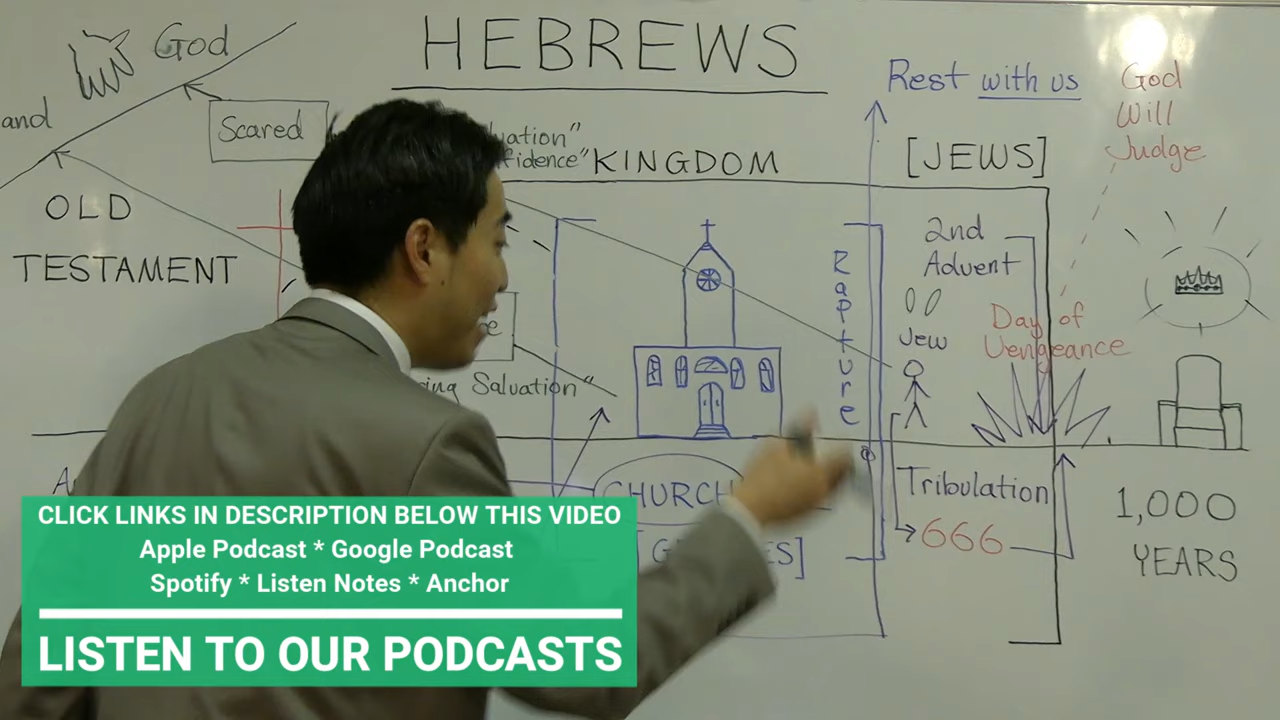 HEBREWS
God
and
Scared
OLD
TESTAMENT
KINGDOM
Rest with us
[JEWS]
God
Will
Judge
2nd
Advent
Jew
Day of
Vengeance
Rapture
Salvation"
CHURCH
Tribulation
666
1,000
YEARS
CLICK LINKS IN DESCRIPTION BELOW THIS VIDEO
Apple Podcast * Google Podcast
Spotify * Listen Notes * Anchor
LISTEN TO OUR PODCASTS